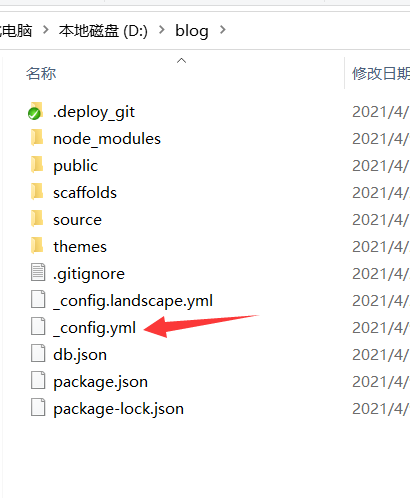 本地磁盘 (D:) > blog >
名称 修改日期
.deploy_git 2021/4/
node_modules 2021/4/
public 2021/4/
scaffolds 2021/4/
source 2021/4/
themes 2021/4/
.gitignore 2021/4/
_config.landscape.yml 2021/4/
_config.yml 2021/4/
db.json 2021/4/
package.json 2021/4/
package-lock.json 2021/4/